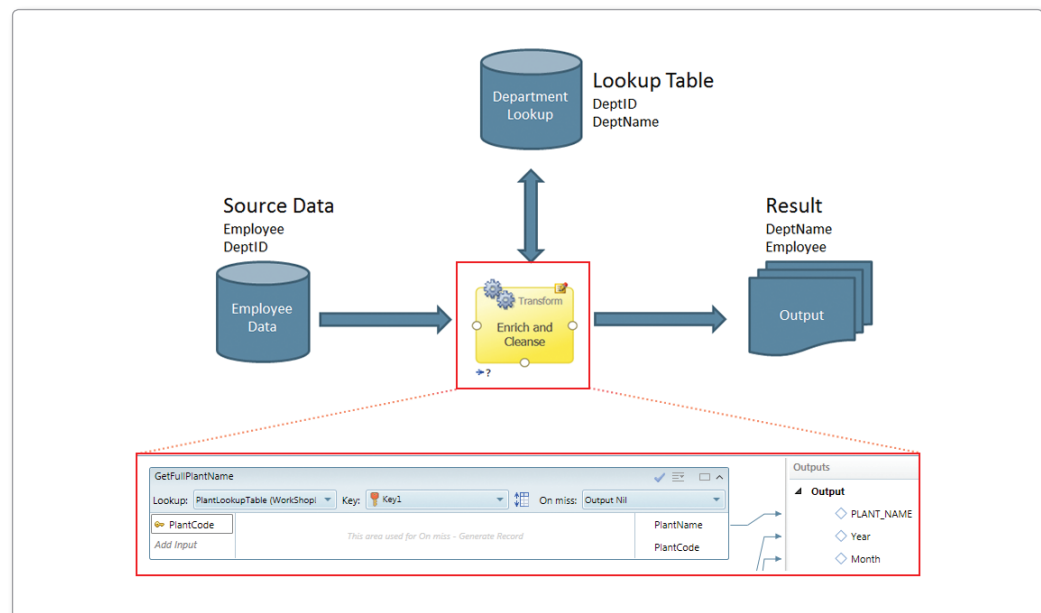 Department
Lookup
Lookup Table
DeptID
DeptName
Source Data
Employee
DeptID
Result
DeptName
Employee
Employee
Data
Transform
Enrich and
Cleanse
?
Output
GetFullPlantName
Lookup: PlantLookupTable (WorkShopI Key: Key1 On miss: Output Nil
PlantCode
Add Input
This area used for On miss - Generate Record
PlantName
PlantCode
Outputs
Output
PLANT_NAME
Year
Month